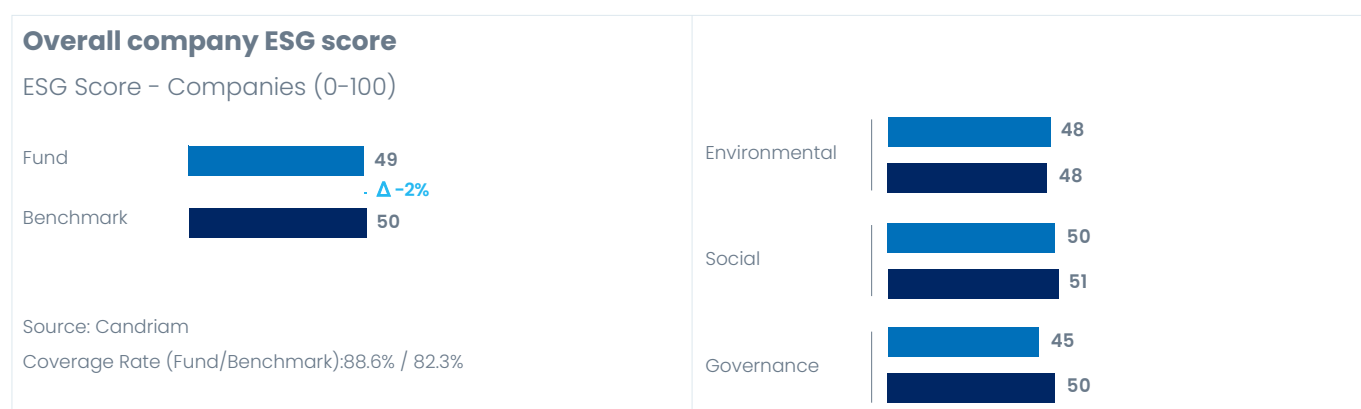 Overall company ESG score
ESG Score - Companies (0-100)
Fund
49
Δ -2%
Benchmark
50
Source: Candriam
Coverage Rate (Fund/Benchmark):88.6% / 82.3%
Environmental
48
48
Social
50
51
Governance
45
50